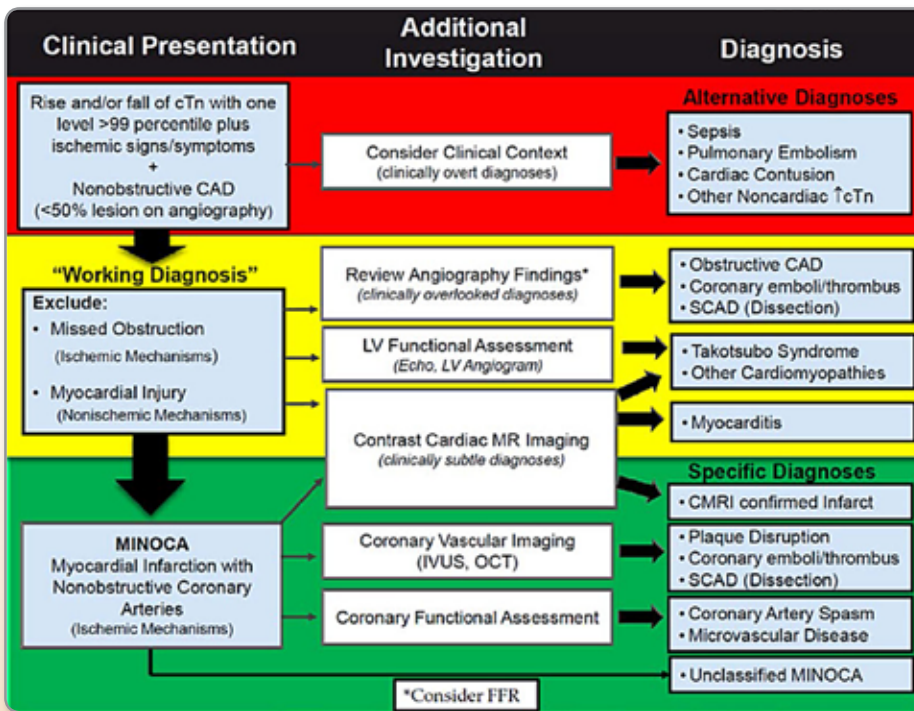 Clinical Presentation
Additional
Investigation
Diagnosis
Rise and/or fall of cTn with one
level >99 percentile plus
ischemic signs/symptoms
+
Nonobstructive CAD
(<50% lesion on angiography)
Consider Clinical Context
(clinically overt diagnoses)
Alternative Diagnoses
• Sepsis
• Pulmonary Embolism
• Cardiac Contusion
• Other Noncardiac ↑cTn
“Working Diagnosis”
Exclude:
• Missed Obstruction
(Ischemic Mechanisms)
• Myocardial Injury
(Nonischemic Mechanisms)
Review Angiography Findings*
(clinically overlooked diagnoses)
• Obstructive CAD
• Coronary emboli/thrombus
• SCAD (Dissection)
LV Functional Assessment
(Echo, LV Angiogram)
• Takotsubo Syndrome
• Other Cardiomyopathies
Contrast Cardiac MR Imaging
(clinically subtle diagnoses)
• Myocarditis
Specific Diagnoses
• CMRI confirmed Infarct
MINOCA
Myocardial Infarction with
Nonobstructive Coronary
Arteries
(Ischemic Mechanisms)
Coronary Vascular Imaging
(IVUS, OCT)
• Plaque Disruption
• Coronary emboli/thrombus
• SCAD (Dissection)
Coronary Functional Assessment
• Coronary Artery Spasm
• Microvascular Disease
• Unclassified MINOCA
*Consider FFR